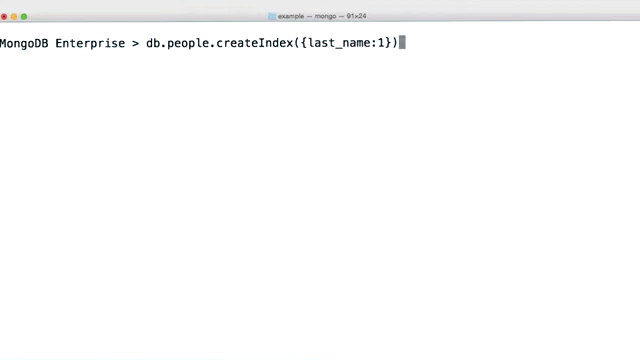 example — mongo — 91×24
MongoDB Enterprise > db.people.createIndex({last_name:1})